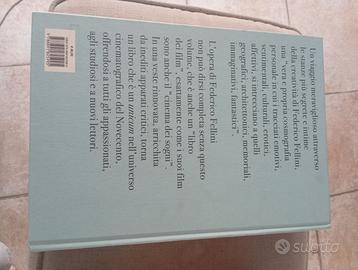 Un viaggio meraviglioso attraverso
le stanze più segrete e intime
della creatività di Federico Fellini,
una "vera e propria cosmografia
personale in cui i tracciati emotivi,
sentimentali, culturali, erotici,
affettivi, si intrecciano a quelli
geografici, architettonici, memoriali,
immaginativi, fantastici".
L'opera di Federico Fellini
non può dirsi completa senza questo
volume, che è anche un "libro
dei film", esattamente come i suoi film
sono anche il "cinema dei sogni".
In una veste rinnovata, arricchita
da inediti apparati critici, torna
un libro che è un unicum nell'universo
cinematografico del Novecento,
offrendosi a tutti gli appassionati,
agli studiosi e a nuovi lettori.
subito